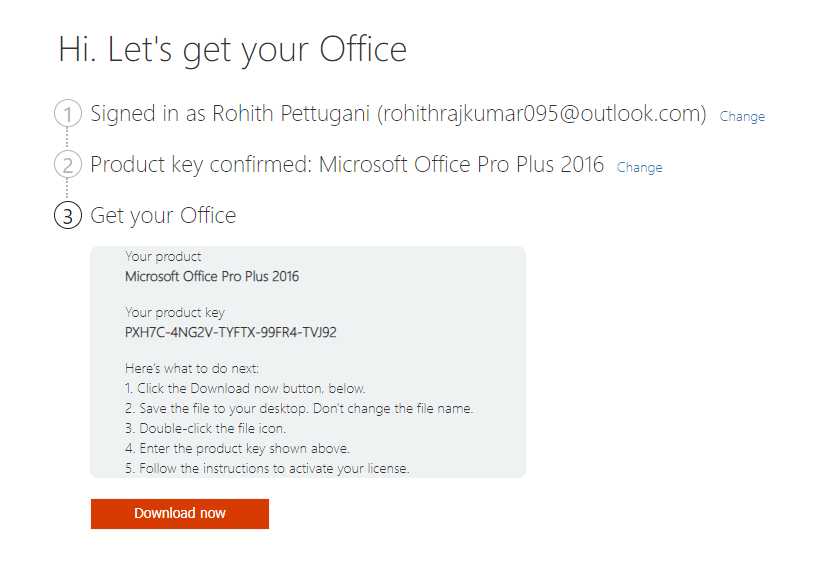 Hi. Let's get your Office
1 Signed in as Rohith Pettugani (rohithrajkumar095@outlook.com) Change
2 Product key confirmed: Microsoft Office Pro Plus 2016 Change
3 Get your Office
Your product
Microsoft Office Pro Plus 2016
Your product key
PXH7C-4NG2V-TYFTX-99FR4-TVJ92
Here's what to do next:
1. Click the Download now button, below.
2. Save the file to your desktop. Don't change the file name.
3. Double-click the file icon.
4. Enter the product key shown above.
5. Follow the instructions to activate your license.
Download now